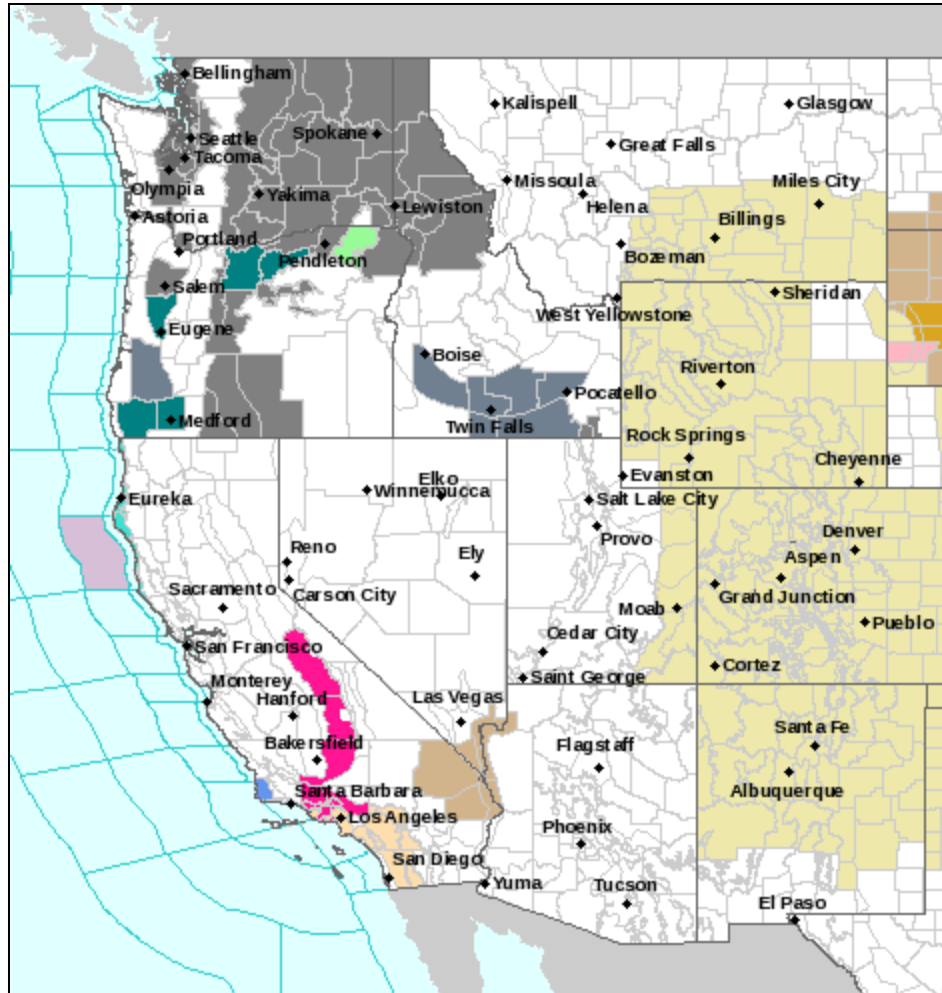 Bellingham
Kalispell
Glasgow
Seattle
Spokane
Great Falls
Tacoma
Missoula
Miles City
Olympia
Yakima
Lewiston
Helena
Astoria
Billings
Portland
Pendleton
Bozeman
Salem
Sheridan
West Yellowstone
Eugene
Boise
Riverton
Pocatello
Medford
Twin Falls
Rock Springs
Cheyenne
Elko
Evanston
Winnemucca
Eureka
Salt Lake City
Denver
Provo
Reno
Ely
Aspen
Sacramento
Carson City
Grand Junction
Moab
Pueblo
San Francisco
Cedar City
Cortez
Monterey
Saint George
Hanford
Las Vegas
Santa Fe
Bakersfield
Flagstaff
Santa Barbara
Albuquerque
Los Angeles
Phoenix
San Diego
Yuma
Tucson
El Paso